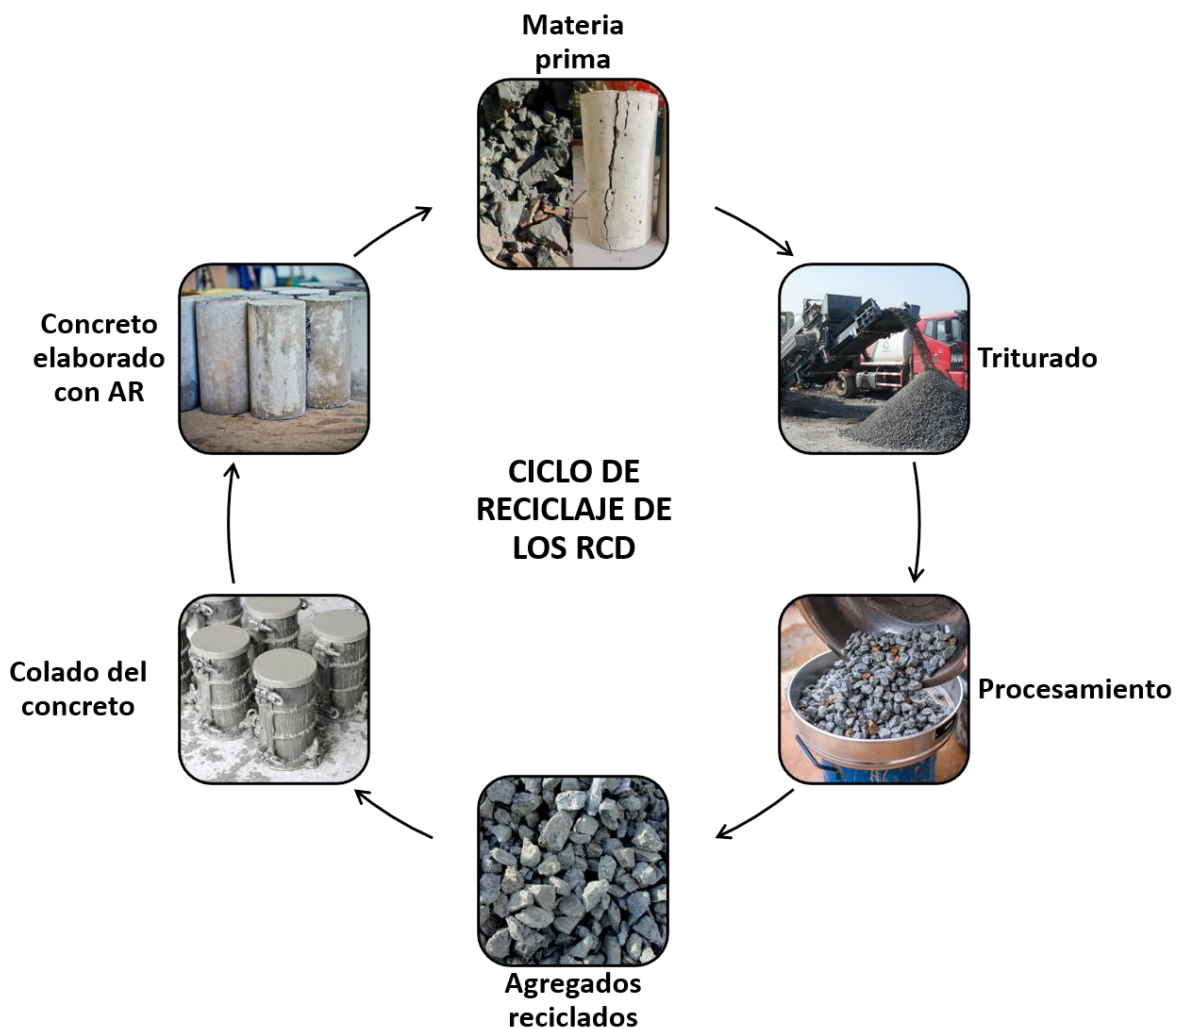 Materia
prima
Triturado
Procesamiento
Agregados
reciclados
Colado del
concreto
Concreto
elaborado
con AR
CICLO DE
RECICLAJE DE
LOS RCD